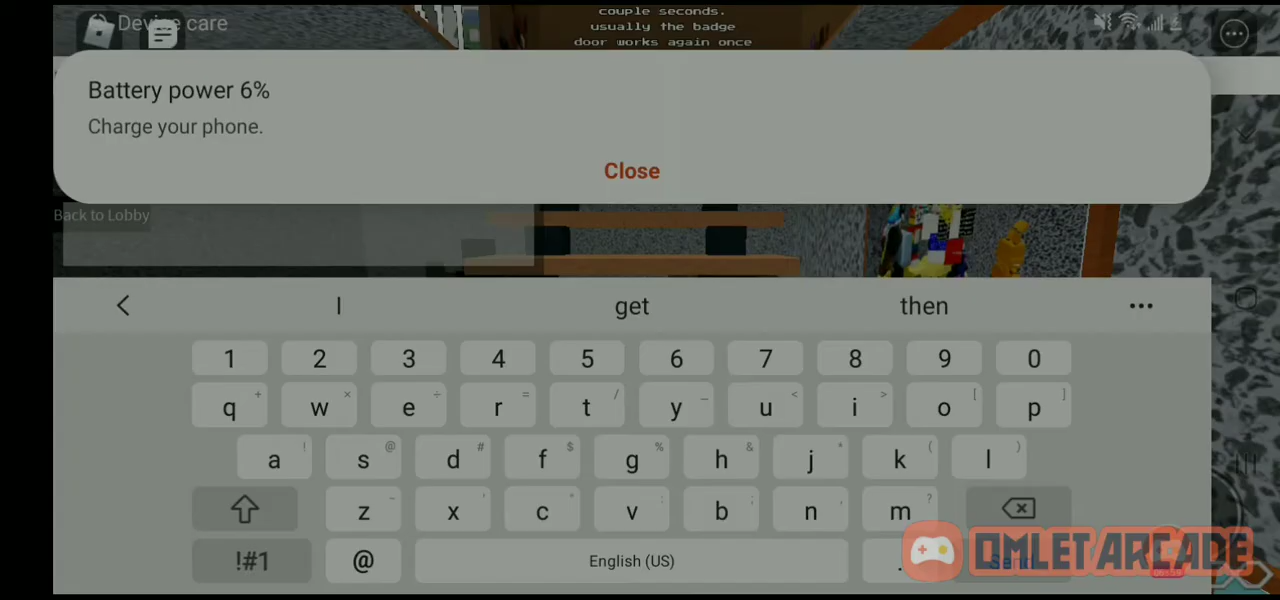 Device care
couple seconds.
usually the badge
door works again once
Battery power 6%
Charge your phone.
Close
Back to Lobby
I get then
1 2 3 4 5 6 7 8 9 0
+ × ÷ = / _ < > [ ]
q w e r t y u i o p
! @ # $ % & * ( )
a s d f g h j k l
z x c v b n m ?
!#1 @ English (US) . Send
OMLET ARCADE